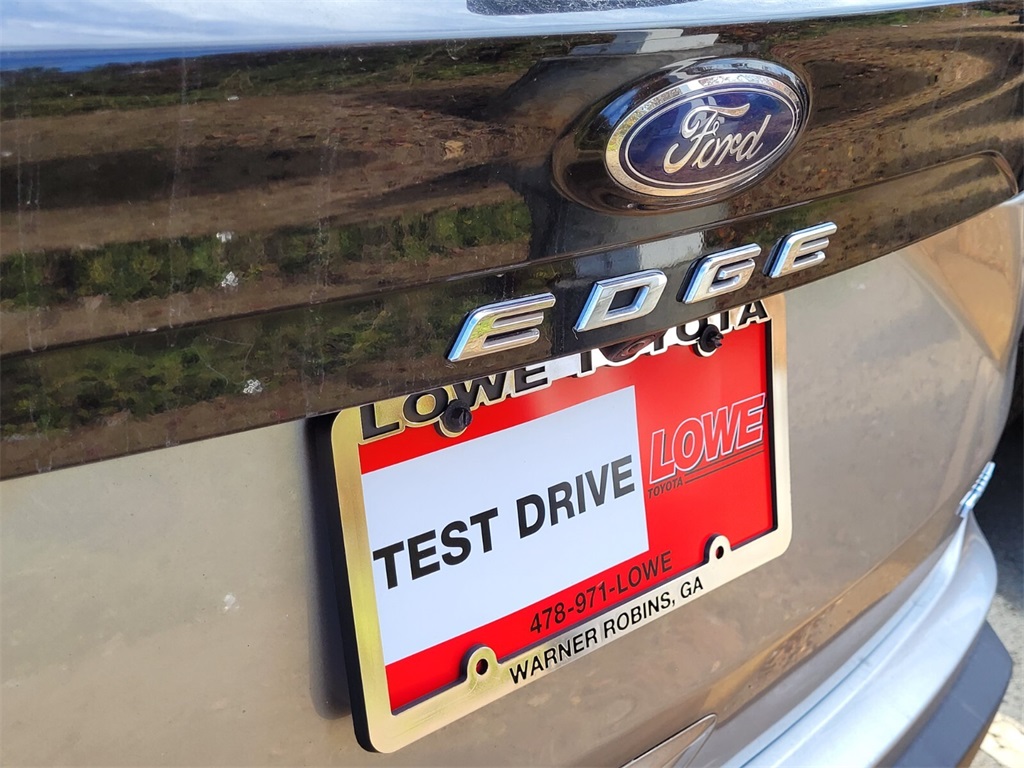 Ford
EDGE
LOWE TOYOTA
TEST DRIVE
LOWE
TOYOTA
478-971-LOWE
WARNER ROBINS, GA